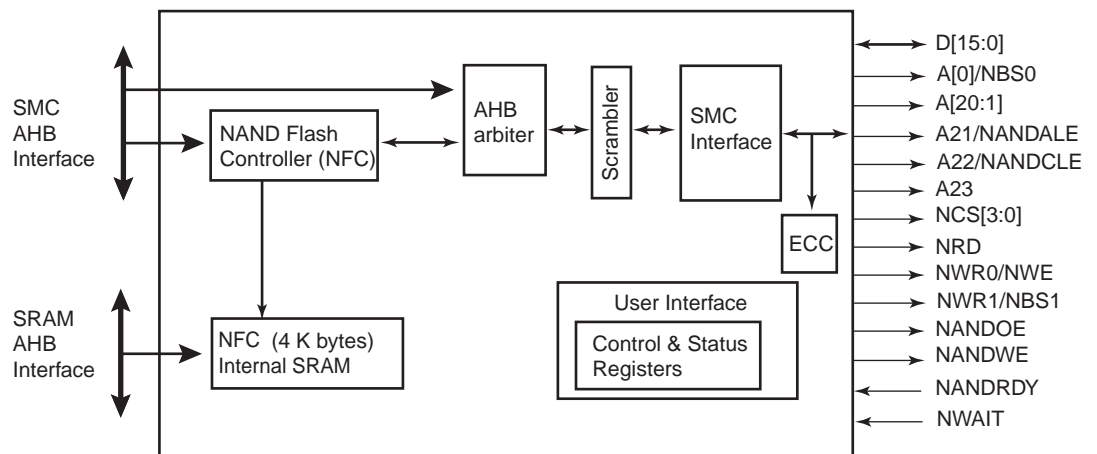 SMC
AHB
Interface
NAND Flash
Controller (NFC)
AHB
arbiter
Scrambler
SMC
Interface
ECC
SRAM
AHB
Interface
NFC (4 K bytes)
Internal SRAM
User Interface
Control & Status
Registers
D[15:0]
A[0]/NBS0
A[20:1]
A21/NANDALE
A22/NANDCLE
A23
NCS[3:0]
NRD
NWR0/NWE
NWR1/NBS1
NANDOE
NANDWE
NANDRDY
NWAIT